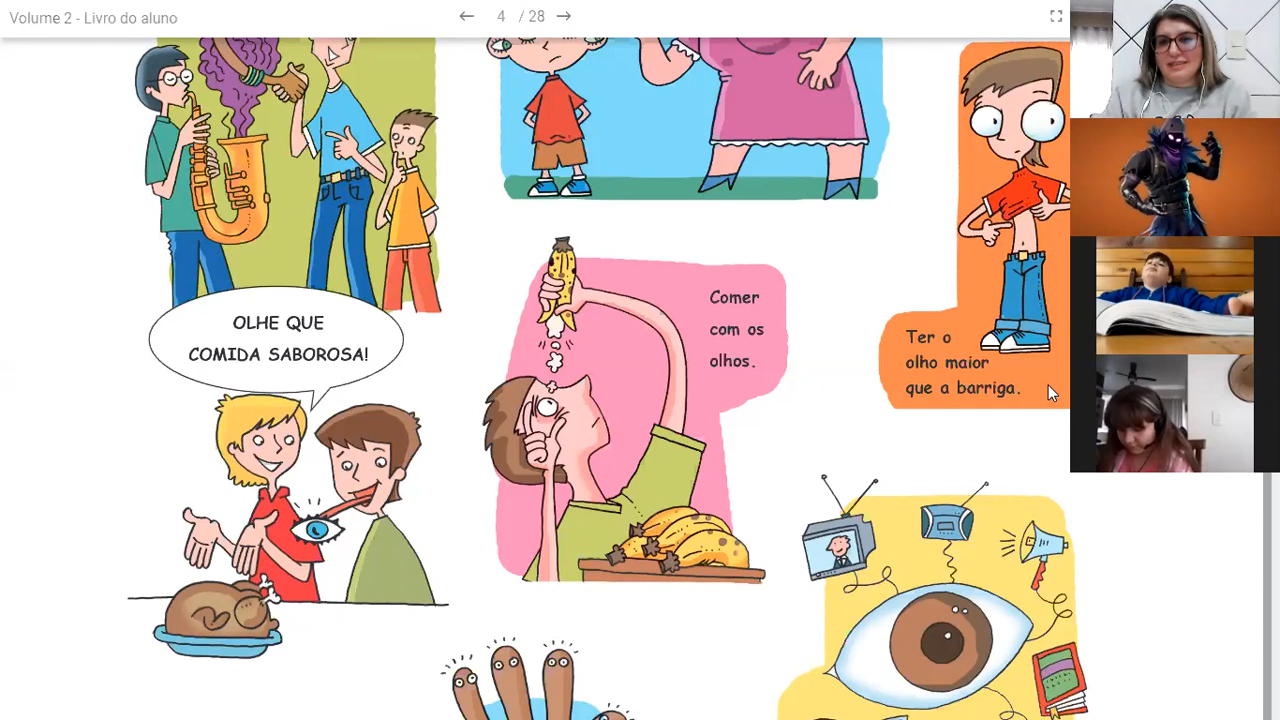 Volume 2 - Livro do aluno
4 / 28
OLHE QUE
COMIDA SABOROSA!
Comer
com os
olhos.
Ter o
olho maior
que a barriga.